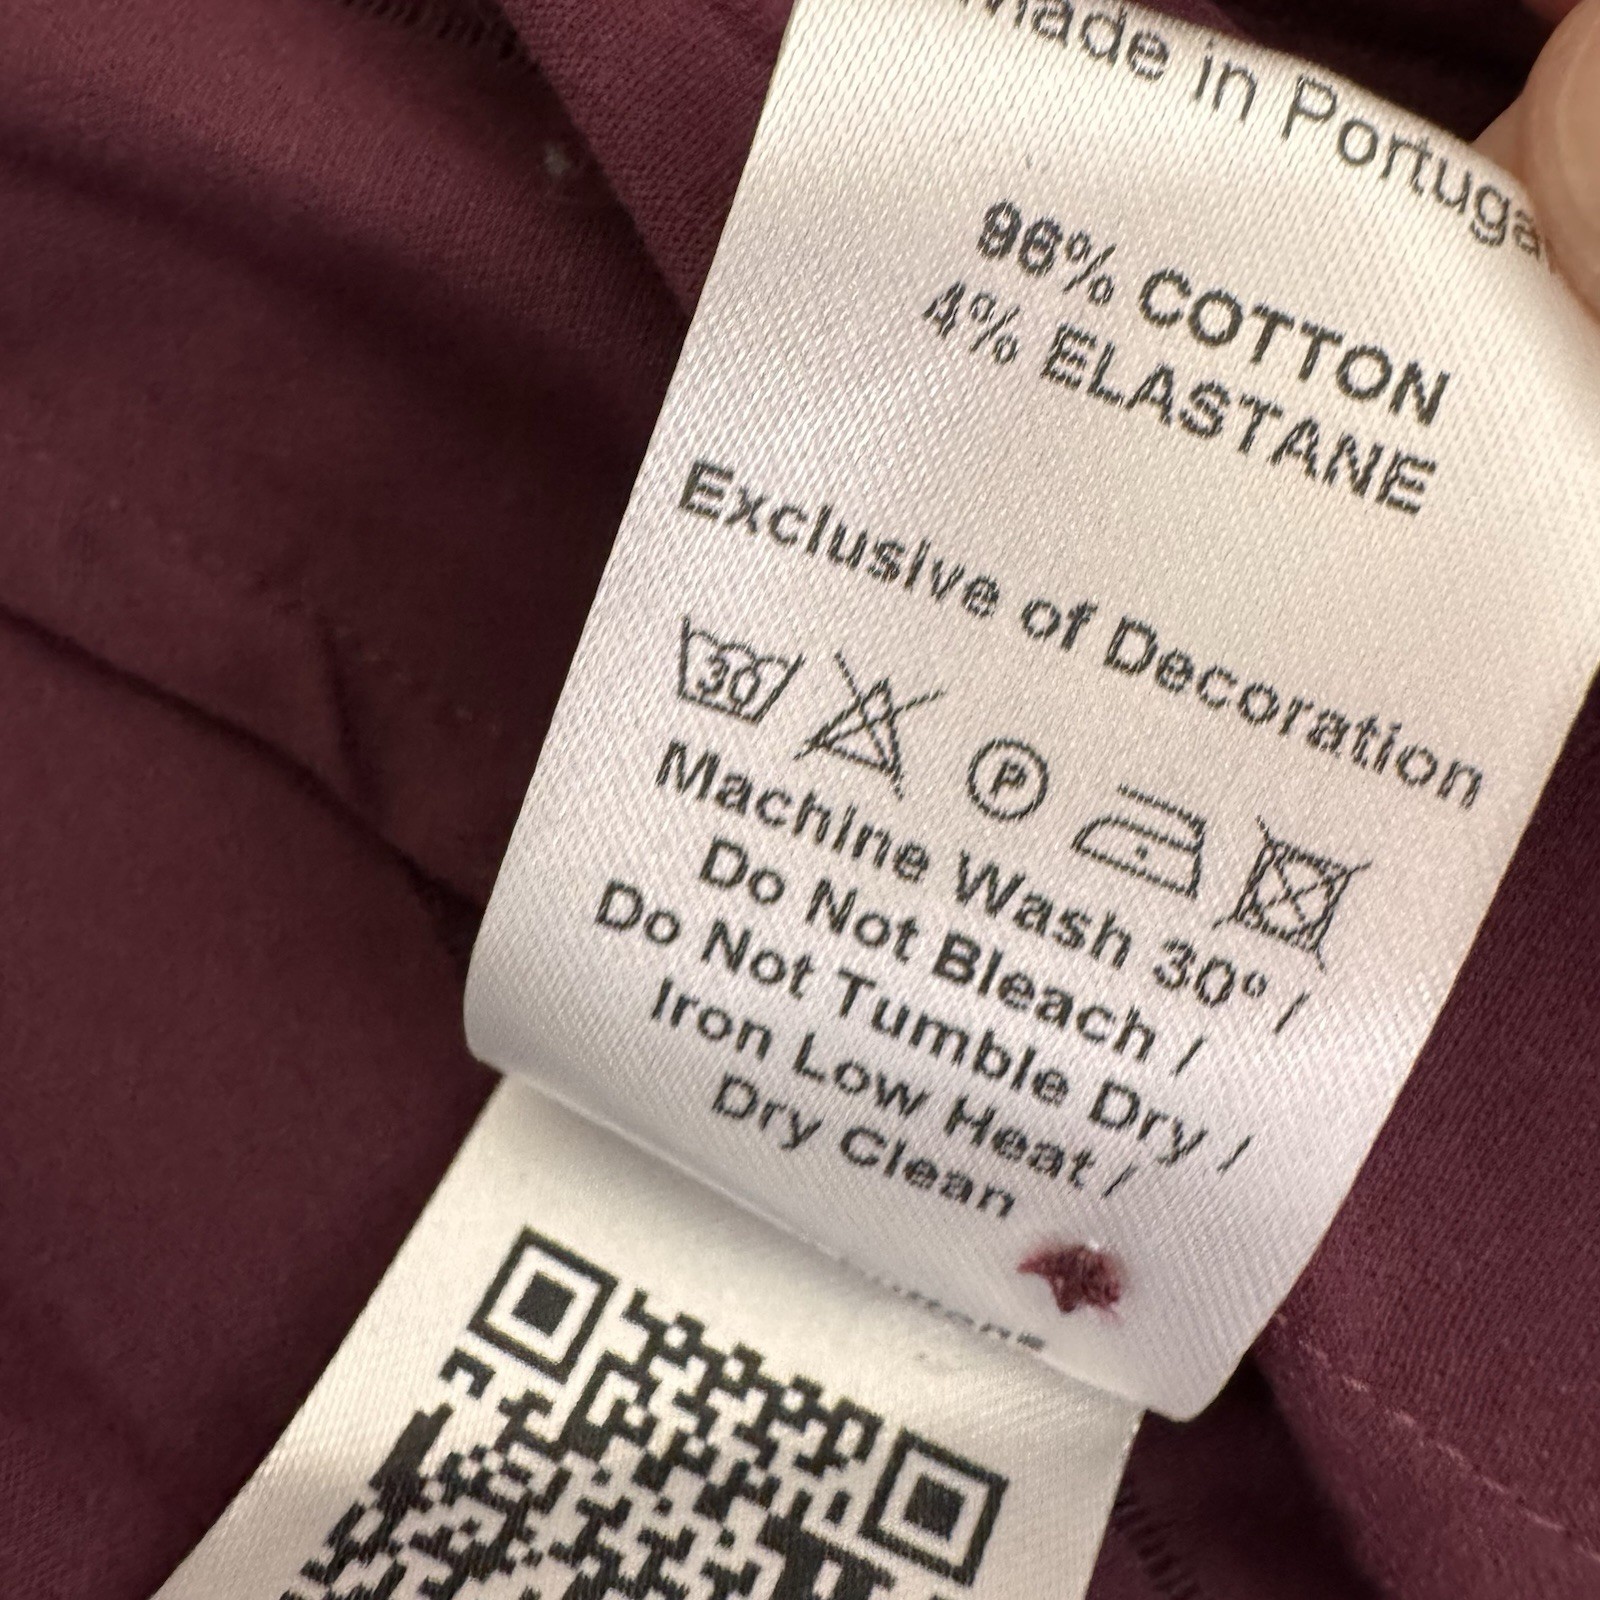 Made in Portugal
96% COTTON
4% ELASTANE
Exclusive of Decoration
30
P
Machine Wash 30° /
Do Not Bleach /
Do Not Tumble Dry /
Iron Low Heat /
Dry Clean